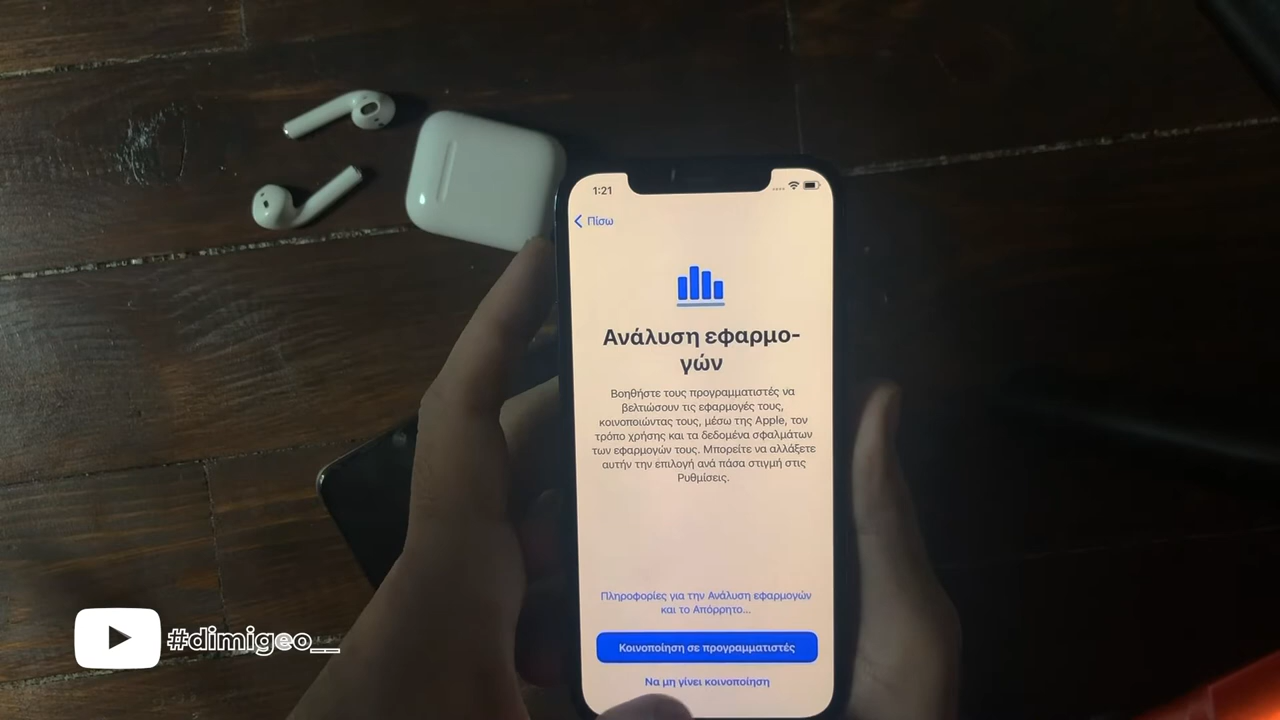 1:21
Πίσω
Ανάλυση εφαρμο-
γών
Βοηθήστε τους προγραμματιστές να
βελτιώσουν τις εφαρμογές τους,
κοινοποιώντας τους, μέσω της Apple, τον
τρόπο χρήσης και τα δεδομένα σφαλμάτων
των εφαρμογών τους. Μπορείτε να αλλάξετε
αυτήν την έπιλογή ανά πάσα στιγμή στις
Ρυθμίσεις.
Πληροφορίες για την Ανάλυση εφαρμογών
και το Απόρρητο...
Κοινοποίηση σε προγραμματιστές
Να μη γίνει κοινοποίηση
#dimigeo__